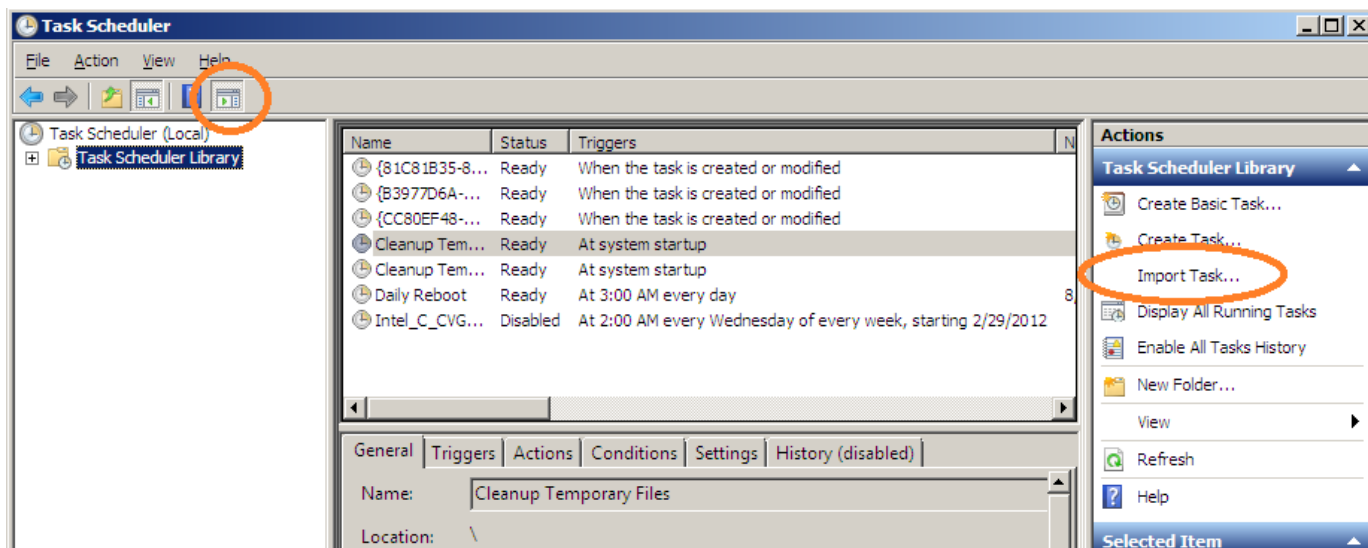 Task Scheduler
File Action View Help
Task Scheduler (Local)
Task Scheduler Library
Name Status Triggers N
{81C81B35-8... Ready When the task is created or modified
{B3977D6A-... Ready When the task is created or modified
{CC80EF48-... Ready When the task is created or modified
Cleanup Tem... Ready At system startup
Cleanup Tem... Ready At system startup
Daily Reboot Ready At 3:00 AM every day 8
Intel_C_CVG... Disabled At 2:00 AM every Wednesday of every week, starting 2/29/2012
General Triggers Actions Conditions Settings History (disabled)
Name: Cleanup Temporary Files
Location: \
Actions
Task Scheduler Library
Create Basic Task...
Create Task...
Import Task...
Display All Running Tasks
Enable All Tasks History
New Folder...
View
Refresh
Help
Selected Item